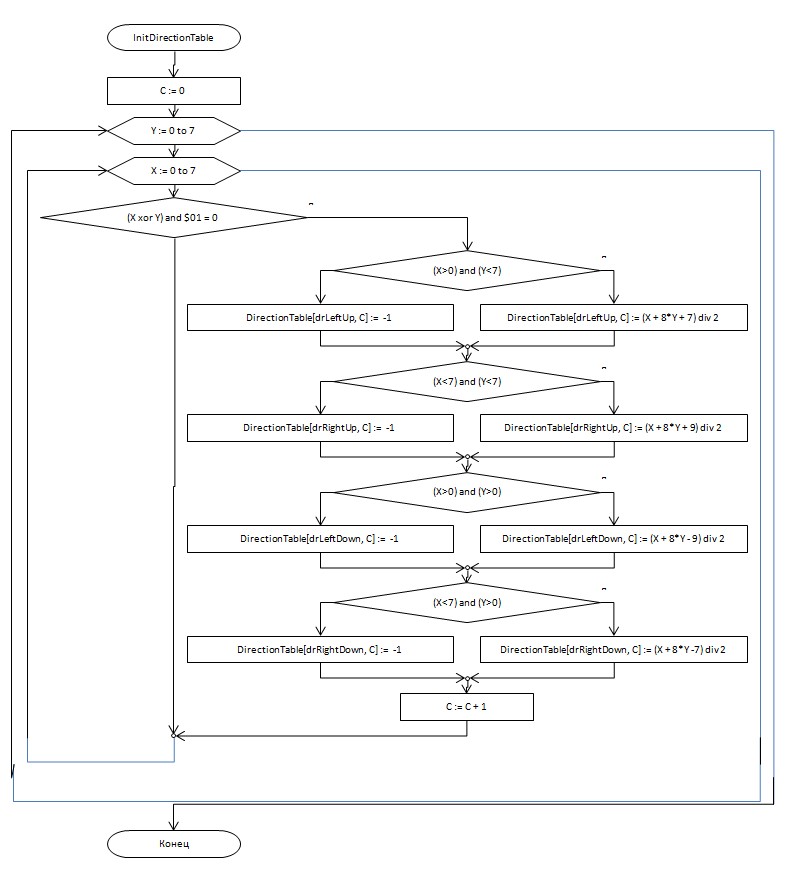 InitDirectionTable
C := 0
Y := 0 to 7
X := 0 to 7
(X xor Y) and $01 = 0
(X>0) and (Y<7)
DirectionTable[drLeftUp, C] := -1
DirectionTable[drLeftUp, C] := (X + 8*Y + 7) div 2
(X<7) and (Y<7)
DirectionTable[drRightUp, C] := -1
DirectionTable[drRightUp, C] := (X + 8*Y + 9) div 2
(X>0) and (Y>0)
DirectionTable[drLeftDown, C] := -1
DirectionTable[drLeftDown, C] := (X + 8*Y - 9) div 2
(X<7) and (Y>0)
DirectionTable[drRightDown, C] := -1
DirectionTable[drRightDown, C] := (X + 8*Y -7) div 2
C := C + 1
Конец